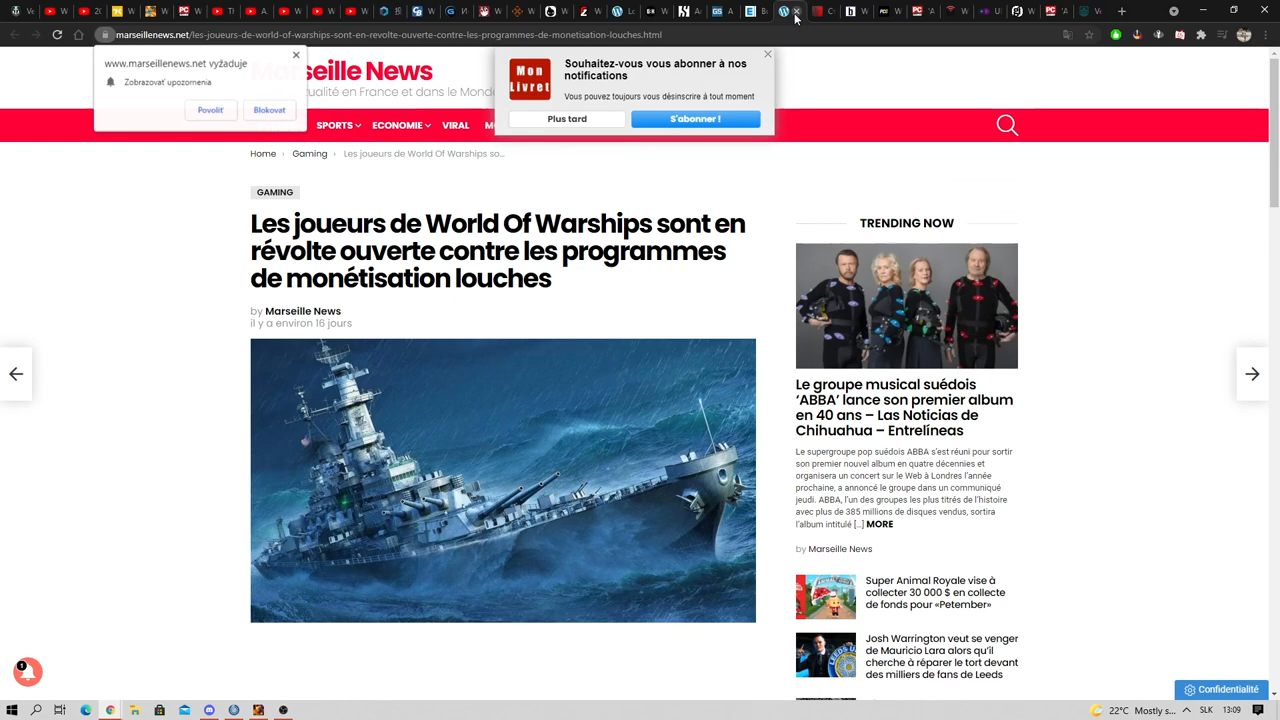 marseillenews.net/les-joueurs-de-world-of-warships-sont-en-revolte-ouverte-contre-les-programmes-de-monetisation-louches.html
www.marseillenews.net vyžaduje
Zobrazovať upozornenia
Povoliť
Blokovať
Souhaitez-vous vous abonner à nos
notifications
Vous pouvez toujours vous désinscrire à tout moment
Plus tard
S'abonner !
Mon
Livret
Marseille News
ualité en France et dans le Monde
SPORTS
ECONOMIE
VIRAL
Home › Gaming › Les joueurs de World Of Warships so...
GAMING
Les joueurs de World Of Warships sont en
révolte ouverte contre les programmes
de monétisation louches
by Marseille News
il y a environ 16 jours
TRENDING NOW
Le groupe musical suédois
‘ABBA’ lance son premier album
en 40 ans – Las Noticias de
Chihuahua – Entrelíneas
Le supergroupe pop suédois ABBA s’est réuni pour sortir
son premier nouvel album en quatre décennies et
organisera un concert sur le Web à Londres l’année
prochaine, a annoncé le groupe dans un communiqué
jeudi. ABBA, l’un des groupes les plus titrés de l’histoire
avec plus de 385 millions de disques vendus, sortira
l’album intitulé [...] MORE
by Marseille News
Super Animal Royale vise à
collecter 30 000 $ en collecte
de fonds pour «Petember»
Josh Warrington veut se venger
de Mauricio Lara alors qu’il
cherche à réparer le tort devant
des milliers de fans de Leeds
1
Confidentialité
22°C Mostly s... SLK 13:09